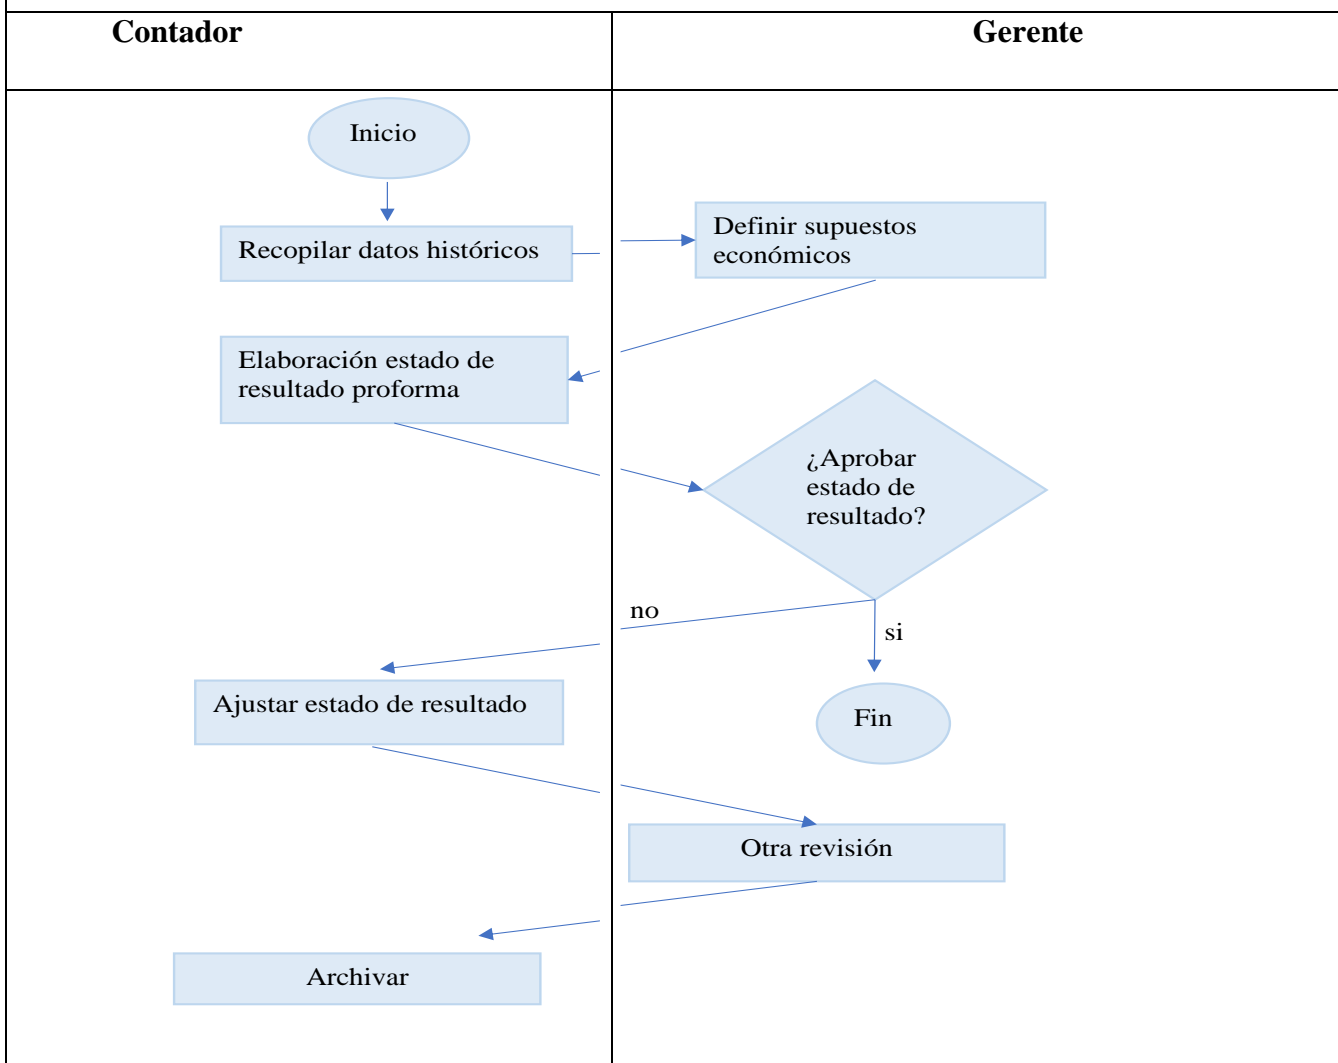 Contador
Gerente
Inicio
Recopilar datos históricos
Definir supuestos
económicos
Elaboración estado de
resultado proforma
¿Aprobar
estado de
resultado?
no
si
Ajustar estado de resultado
Fin
Otra revisión
Archivar